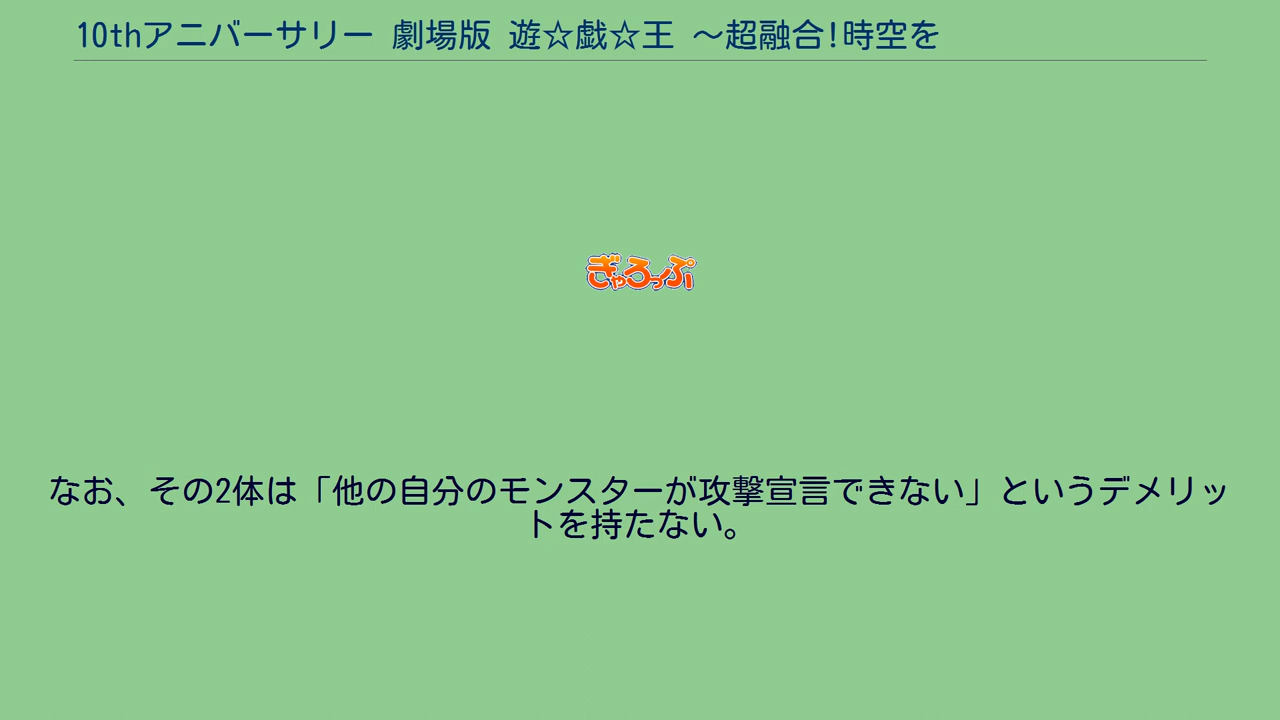 10thアニバーサリー 劇場版 遊☆戯☆王 ～超融合!時空を
ぎゃろっぷ
なお、その2体は「他の自分のモンスターが攻撃宣言できない」というデメリッ
トを持たない。